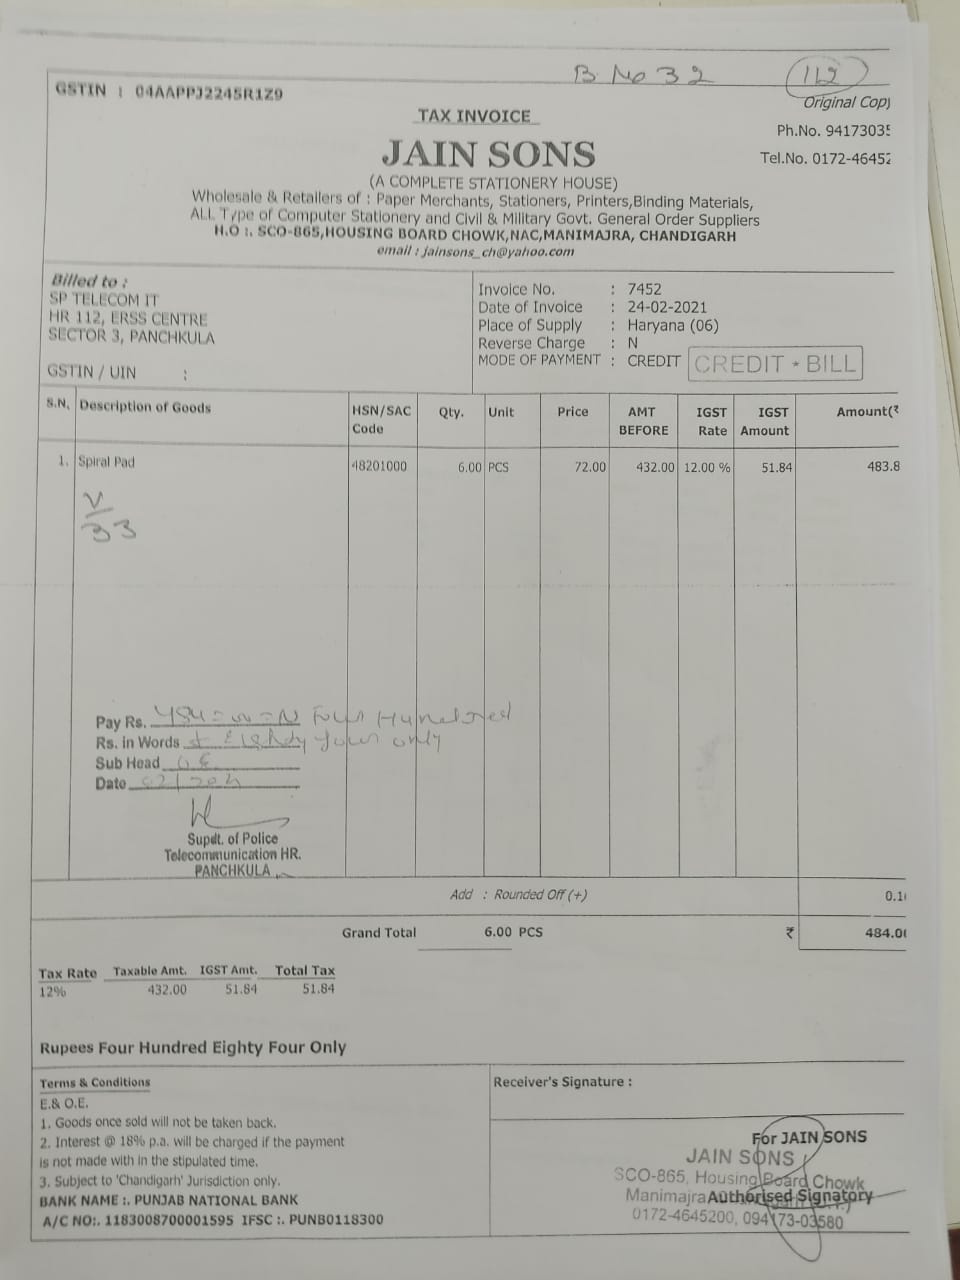 B No 32 112
GSTIN : 04AAPPJ2245R1Z9
Original Copy
TAX INVOICE
Ph.No. 9417303
JAIN SONS
Tel.No. 0172-4645
(A COMPLETE STATIONERY HOUSE)
Wholesale & Retailers of : Paper Merchants, Stationers, Printers,Binding Materials,
ALL Type of Computer Stationery and Civil & Military Govt. General Order Suppliers
H.O :. SCO-865,HOUSING BOARD CHOWK,NAC,MANIMAJRA, CHANDIGARH
email : jainsons_ch@yahoo.com
Billed to :
SP TELECOM IT
HR 112, ERSS CENTRE
SECTOR 3, PANCHKULA
GSTIN / UIN :
Invoice No. : 7452
Date of Invoice : 24-02-2021
Place of Supply : Haryana (06)
Reverse Charge : N
MODE OF PAYMENT : CREDIT CREDIT * BILL
S.N. Description of Goods HSN/SAC Code Qty. Unit Price AMT BEFORE IGST Rate IGST Amount Amount(₹
1. Spiral Pad 48201000 6.00 PCS 72.00 432.00 12.00 % 51.84 483.8
V
33
Pay Rs. 484 Four Hundred
Rs. in Words Eighty four only
Sub Head
Date
Supdt. of Police
Telecommunication HR.
PANCHKULA
Add : Rounded Off (+) 0.1
Grand Total 6.00 PCS ₹ 484.0
Tax Rate Taxable Amt. IGST Amt. Total Tax
12% 432.00 51.84 51.84
Rupees Four Hundred Eighty Four Only
Terms & Conditions
E.& O.E.
1. Goods once sold will not be taken back.
2. Interest @ 18% p.a. will be charged if the payment
is not made with in the stipulated time.
3. Subject to 'Chandigarh' Jurisdiction only.
BANK NAME :. PUNJAB NATIONAL BANK
A/C NO:. 1183008700001595 IFSC :. PUNB0118300
Receiver's Signature :
For JAIN SONS
JAIN SONS
SCO-865, Housing Board Chowk
Manimajra
Authorised Signatory
0172-4645200, 094173-03580